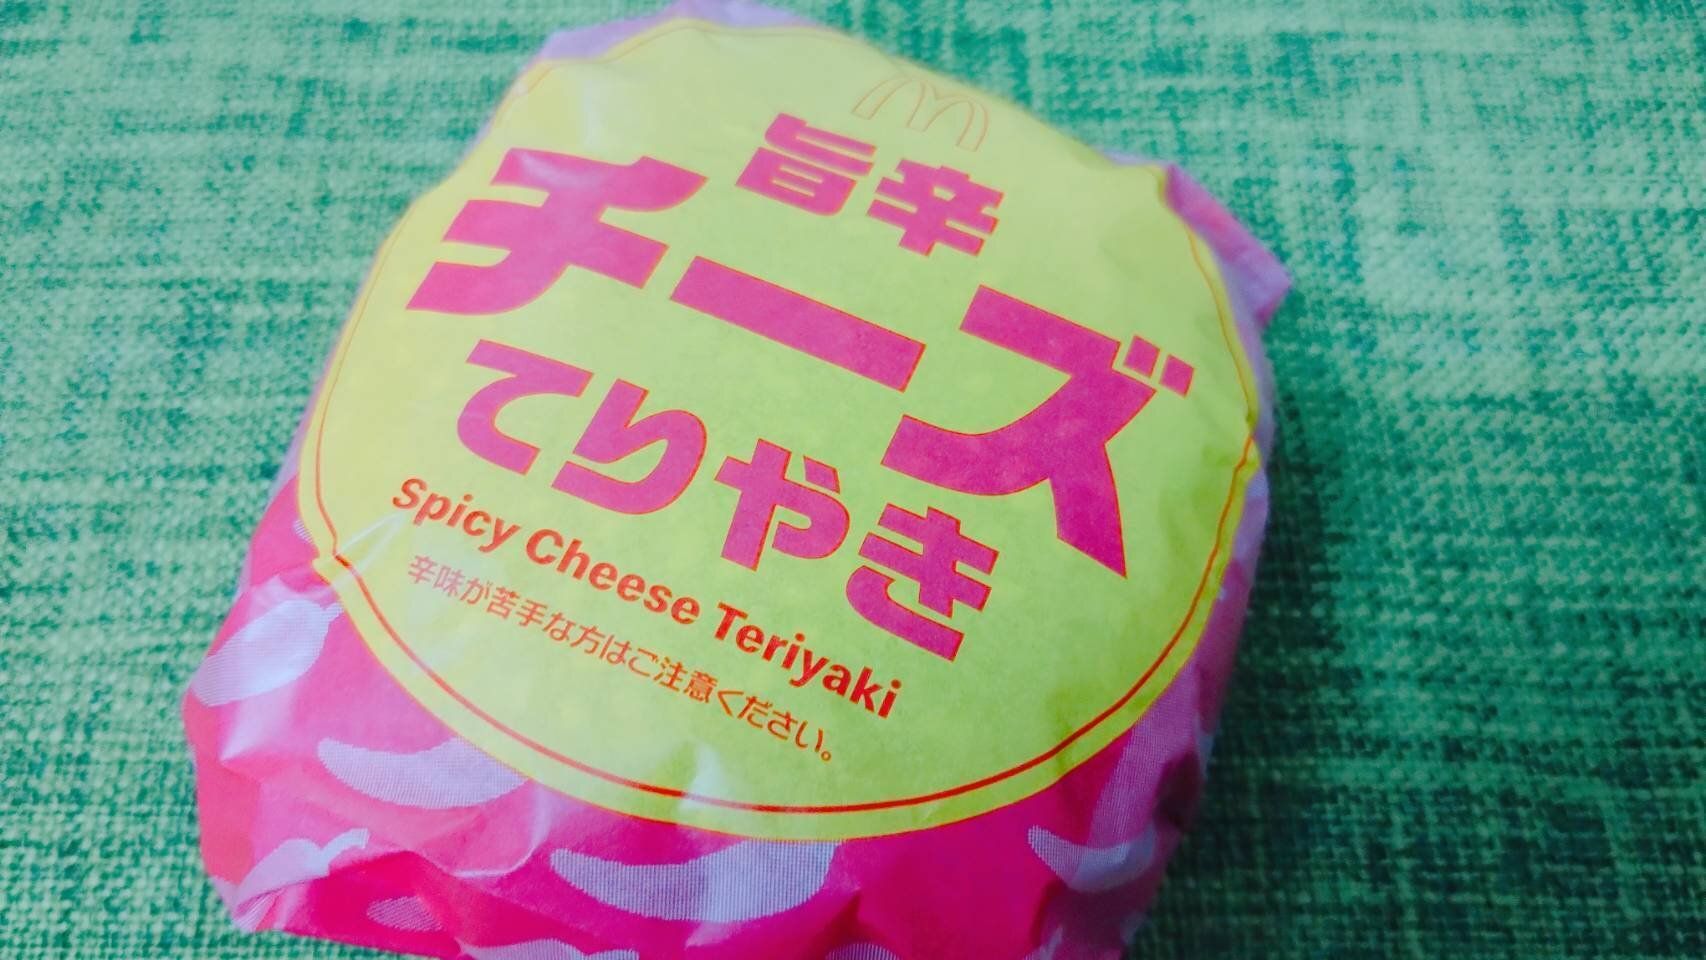 旨辛
チーズ
てりやき
Spicy Cheese Teriyaki
辛味が苦手な方はご注意ください。